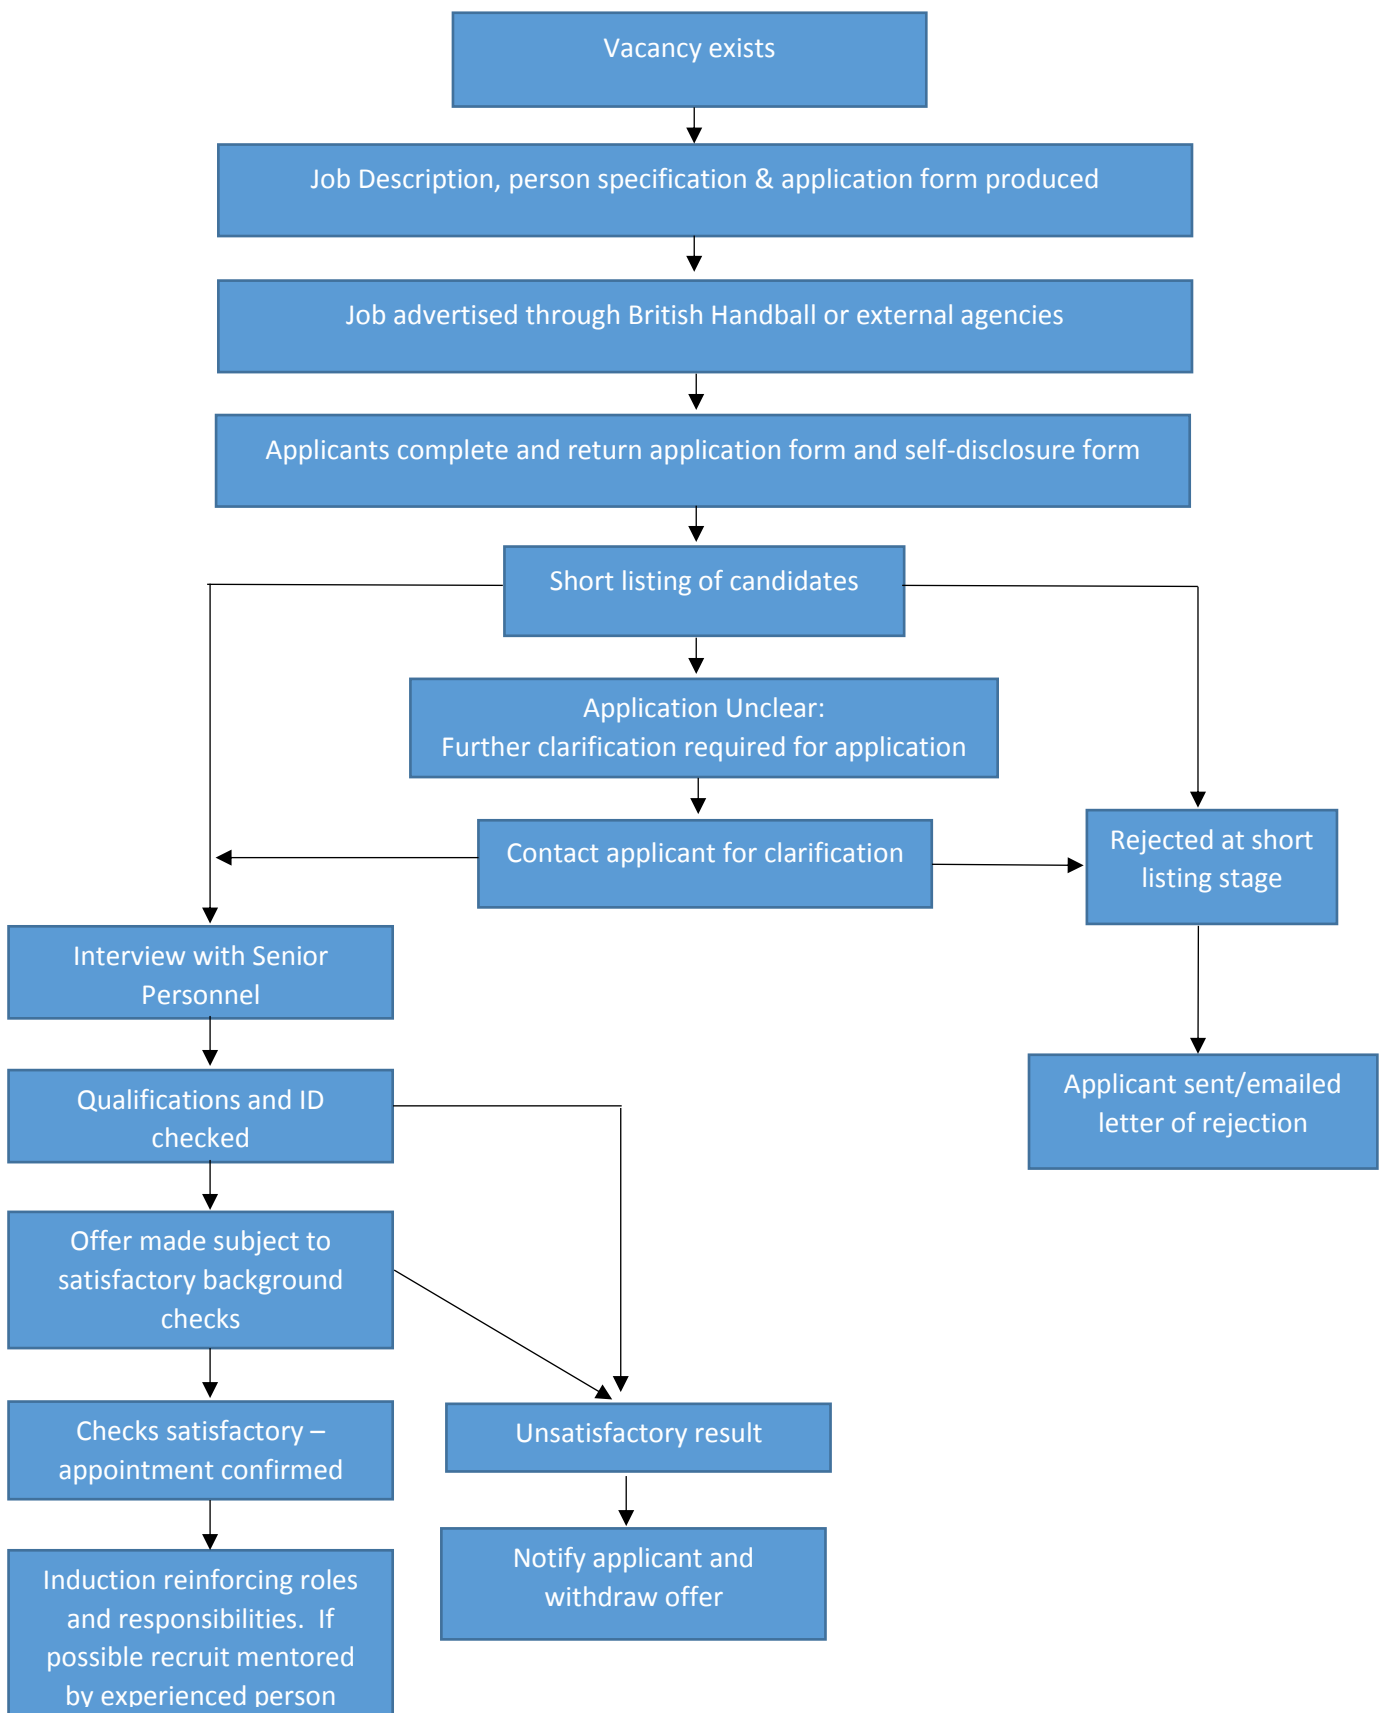 Vacancy exists
Job Description, person specification & application form produced
Job advertised through British Handball or external agencies
Applicants complete and return application form and self-disclosure form
Short listing of candidates
Application Unclear:
Further clarification required for application
Contact applicant for clarification
Rejected at short
listing stage
Applicant sent/emailed
letter of rejection
Interview with Senior
Personnel
Qualifications and ID
checked
Offer made subject to
satisfactory background
checks
Checks satisfactory –
appointment confirmed
Induction reinforcing roles
and responsibilities.  If
possible recruit mentored
by experienced person
Unsatisfactory result
Notify applicant and
withdraw offer